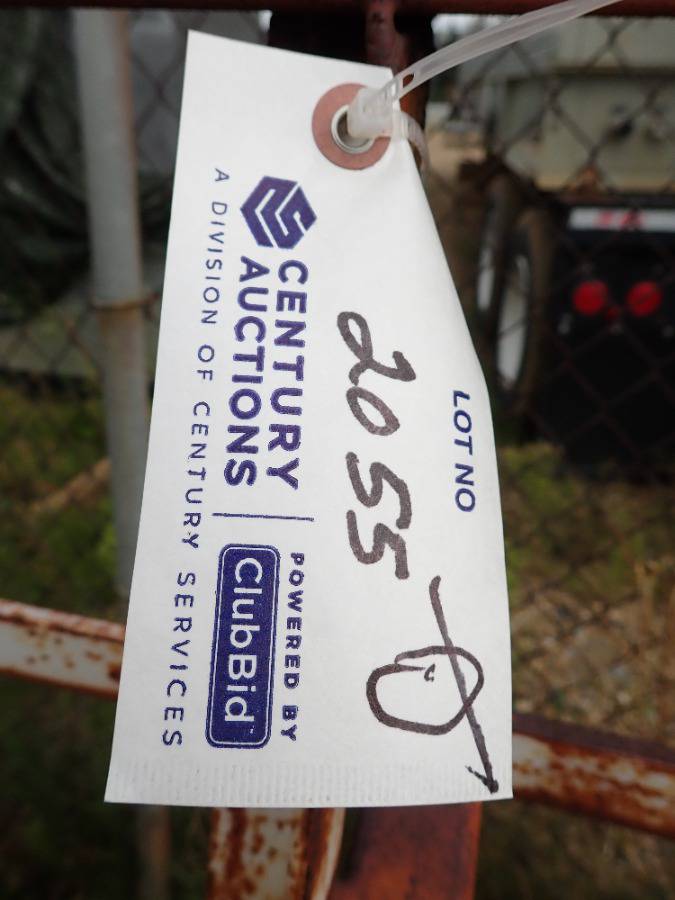 LOT NO
2055
CENTURY
AUCTIONS
POWERED BY
ClubBid
A DIVISION OF CENTURY SERVICES